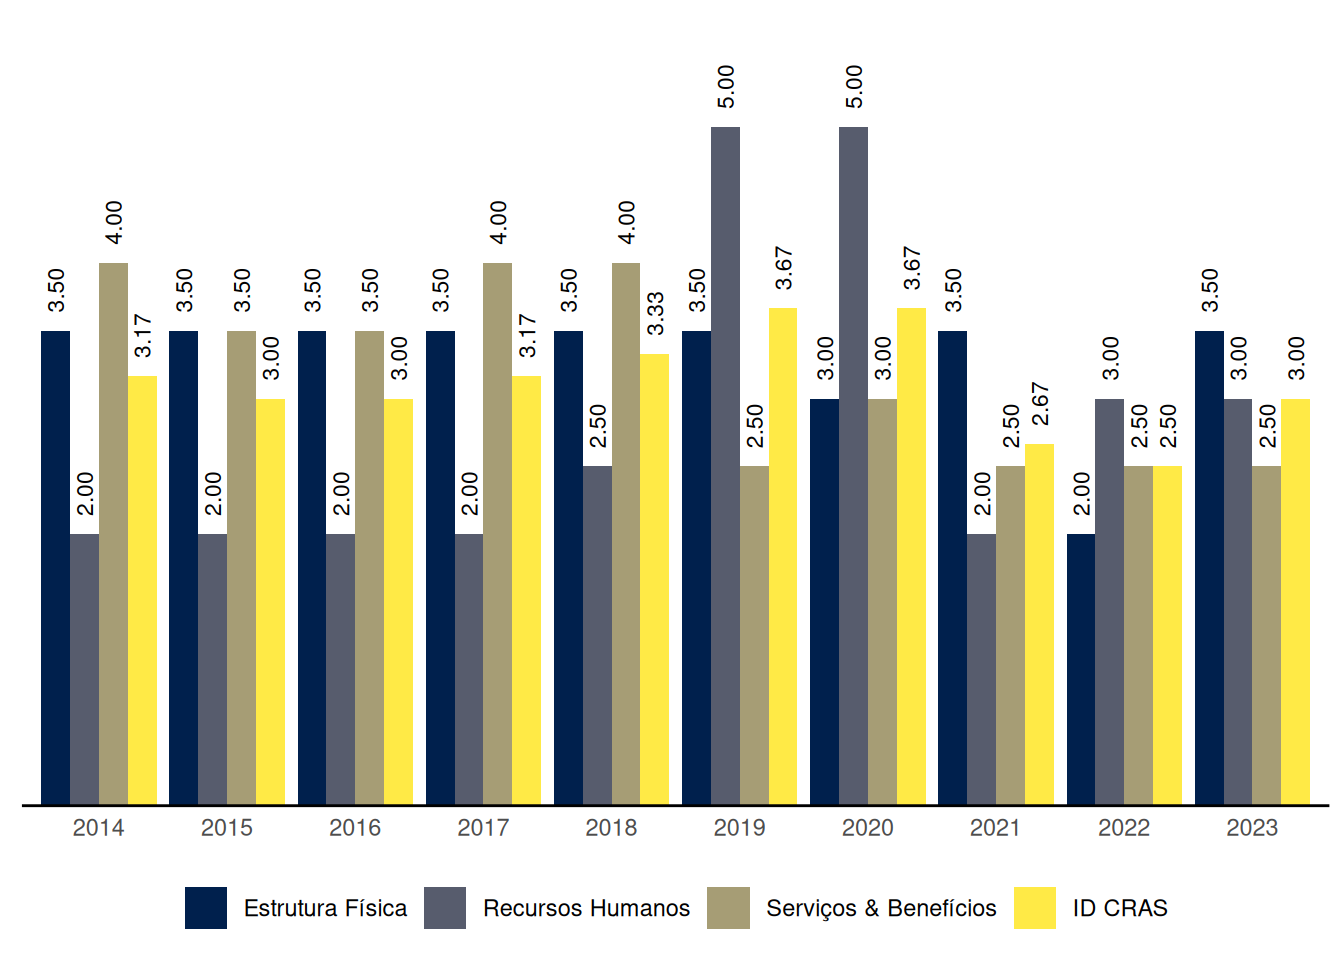 5.00 5.00
4.00 4.00 4.00
3.50 3.17 3.50 3.50 3.00 3.50 3.50 3.00 3.50 3.17 3.50 3.33 3.50 3.67 3.67 3.50 3.50
2.00 2.00 2.00 2.00 2.50 2.50 3.00 3.00 2.00 2.50 2.67 2.00 3.00 2.50 2.50 3.00 2.50 3.00
2014 2015 2016 2017 2018 2019 2020 2021 2022 2023
Estrutura Física Recursos Humanos Serviços & Benefícios ID CRAS